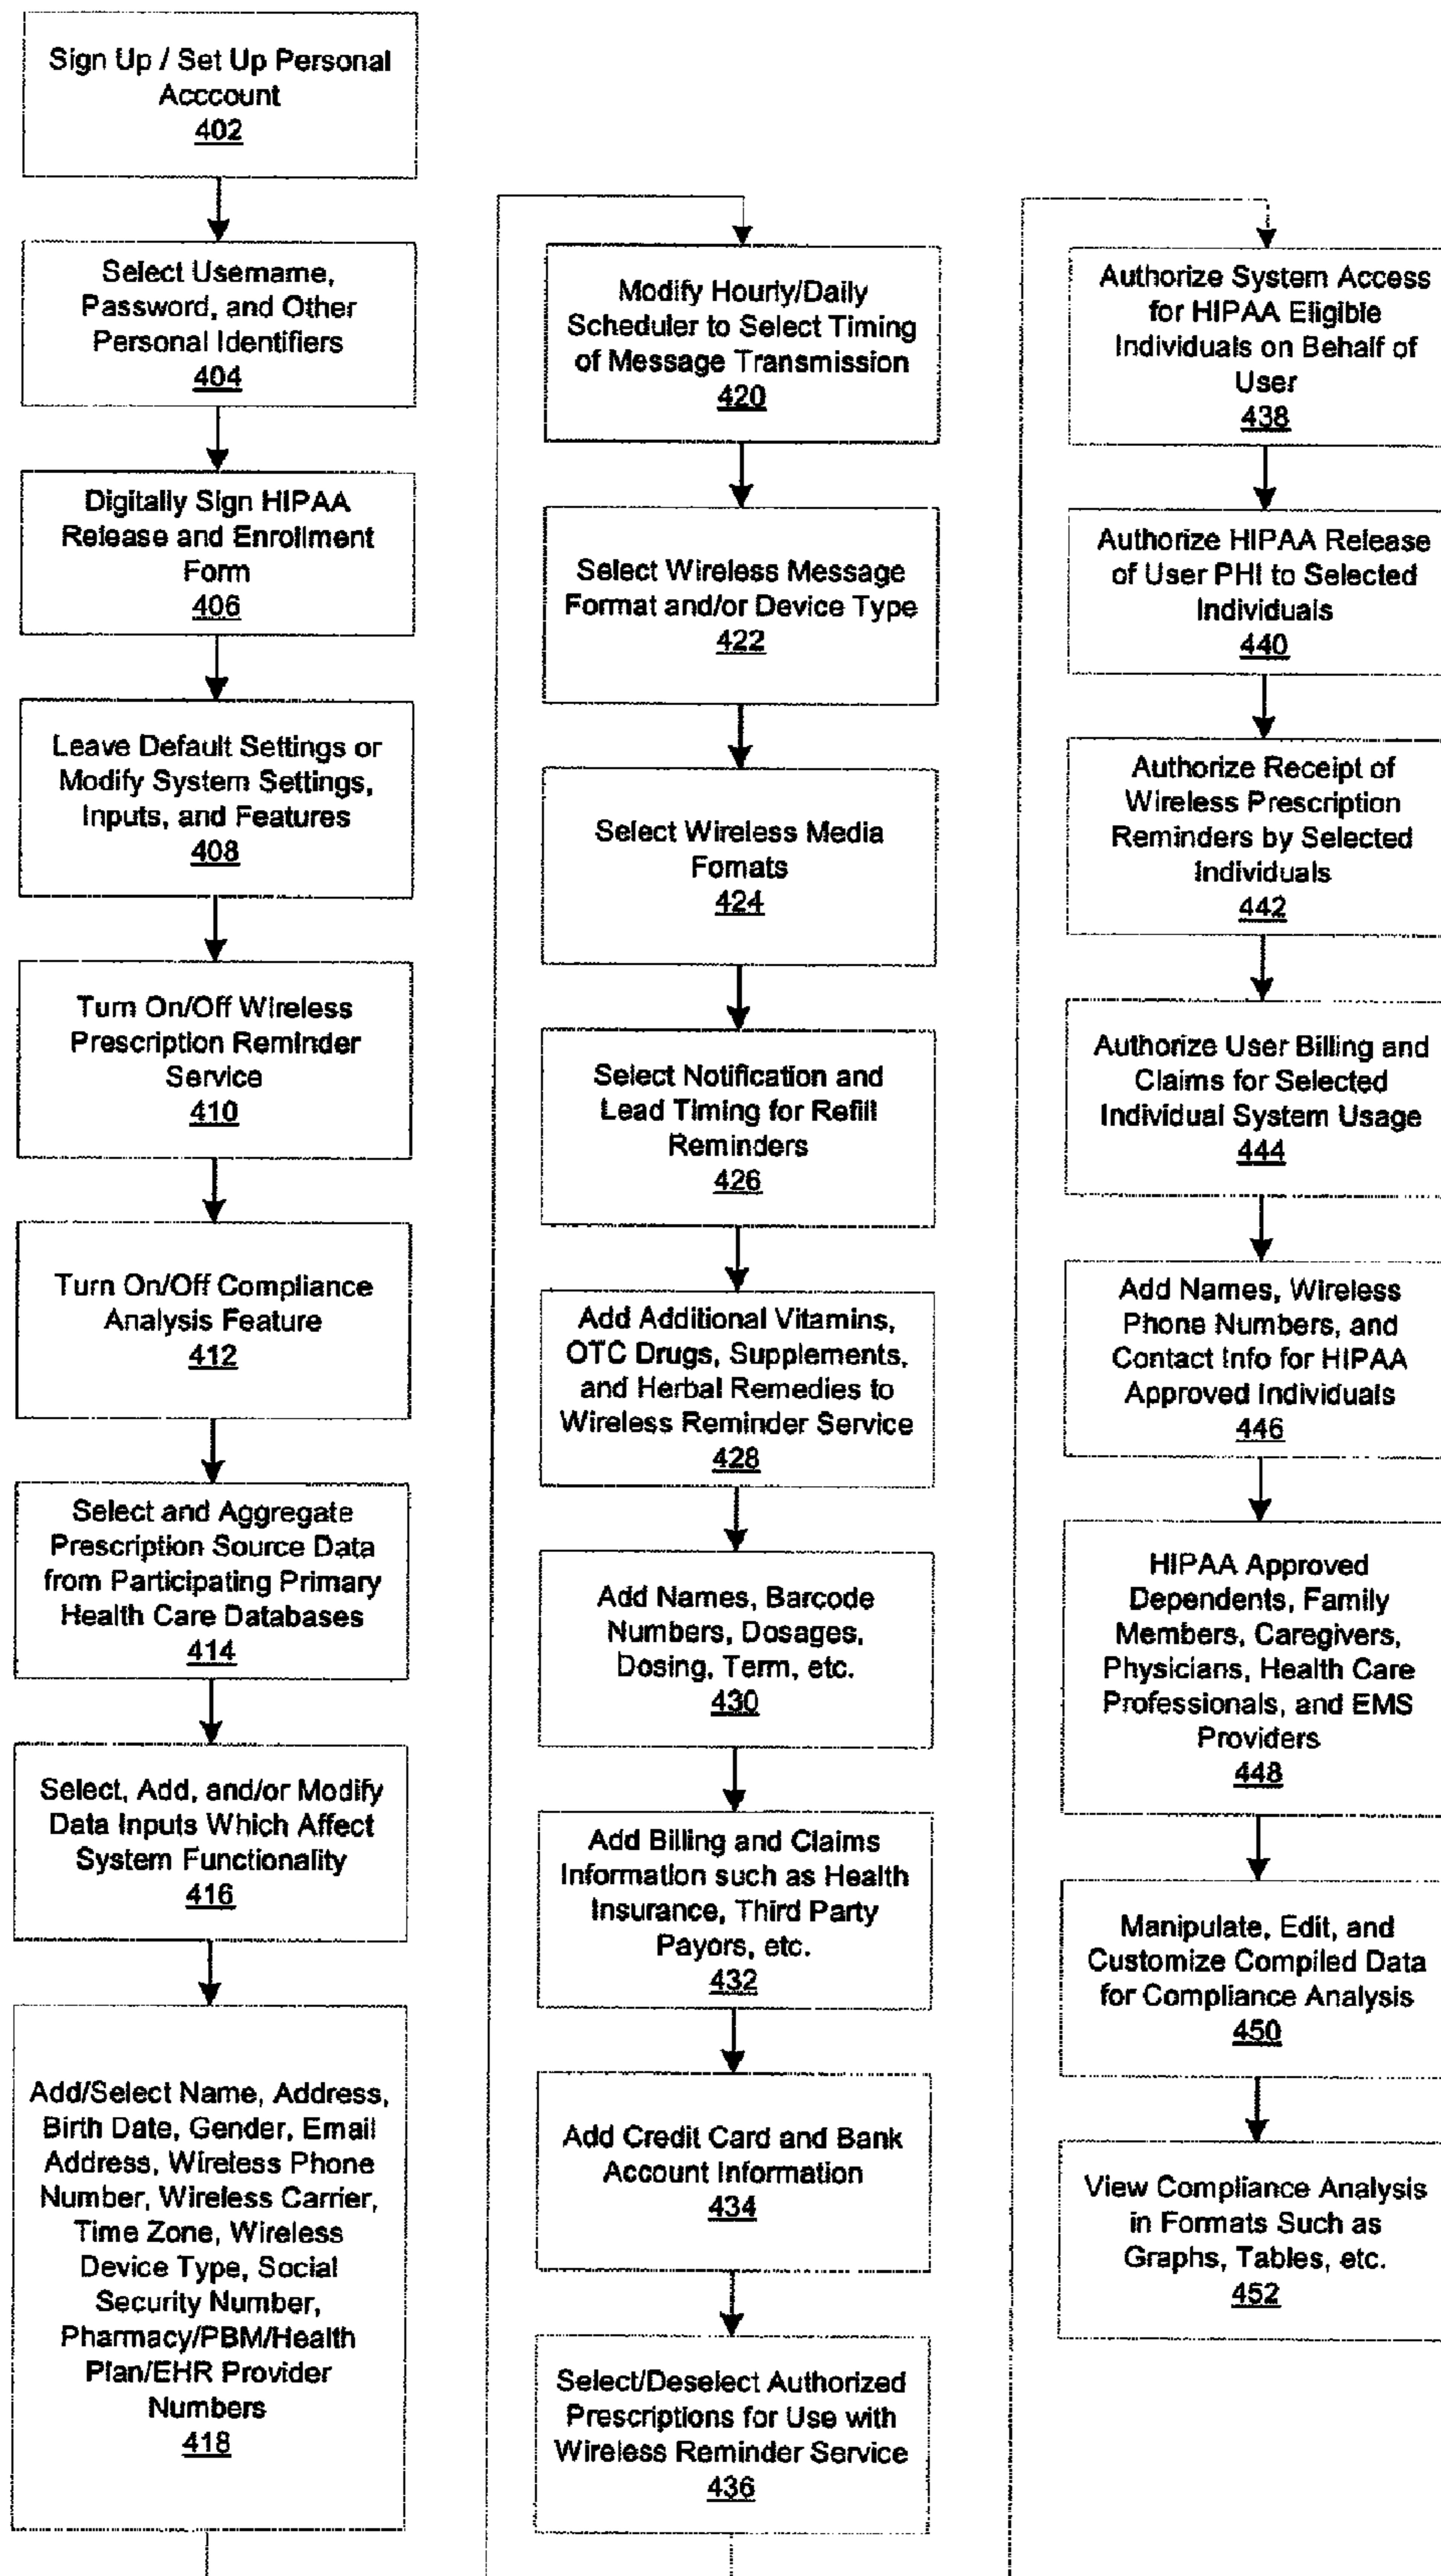 Sign Up / Set Up Personal
Acccount
402
Select Username,
Password, and Other
Personal Identifiers
404
Digitally Sign HIPAA
Release and Enrollment
Form
406
Leave Default Settings or
Modify System Settings,
Inputs, and Features
408
Turn On/Off Wireless
Prescription Reminder
Service
410
Turn On/Off Compliance
Analysis Feature
412
Select and Aggregate
Prescription Source Data
from Participating Primary
Health Care Databases
414
Select, Add, and/or Modify
Data Inputs Which Affect
System Functionality
416
Add/Select Name, Address,
Birth Date, Gender, Email
Address, Wireless Phone
Number, Wireless Carrier,
Time Zone, Wireless
Device Type, Social
Security Number,
Pharmacy/PBM/Health
Plan/EHR Provider
Numbers
418
Modify Hourly/Daily
Scheduler to Select Timing
of Message Transmission
420
Select Wireless Message
Format and/or Device Type
422
Select Wireless Media
Fomats
424
Select Notification and
Lead Timing for Refill
Reminders
426
Add Additional Vitamins,
OTC Drugs, Supplements,
and Herbal Remedies to
Wireless Reminder Service
428
Add Names, Barcode
Numbers, Dosages,
Dosing, Term, etc.
430
Add Billing and Claims
Information such as Health
Insurance, Third Party
Payors, etc.
432
Add Credit Card and Bank
Account Information
434
Select/Deselect Authorized
Prescriptions for Use with
Wireless Reminder Service
436
Authorize System Access
for HIPAA Eligible
Individuals on Behalf of
User
438
Authorize HIPAA Release
of User PHI to Selected
Individuals
440
Authorize Receipt of
Wireless Prescription
Reminders by Selected
Individuals
442
Authorize User Billing and
Claims for Selected
Individual System Usage
444
Add Names, Wireless
Phone Numbers, and
Contact Info for HIPAA
Approved Individuals
446
HIPAA Approved
Dependents, Family
Members, Caregivers,
Physicians, Health Care
Professionals, and EMS
Providers
448
Manipulate, Edit, and
Customize Compiled Data
for Compliance Analysis
450
View Compliance Analysis
in Formats Such as
Graphs, Tables, etc.
452